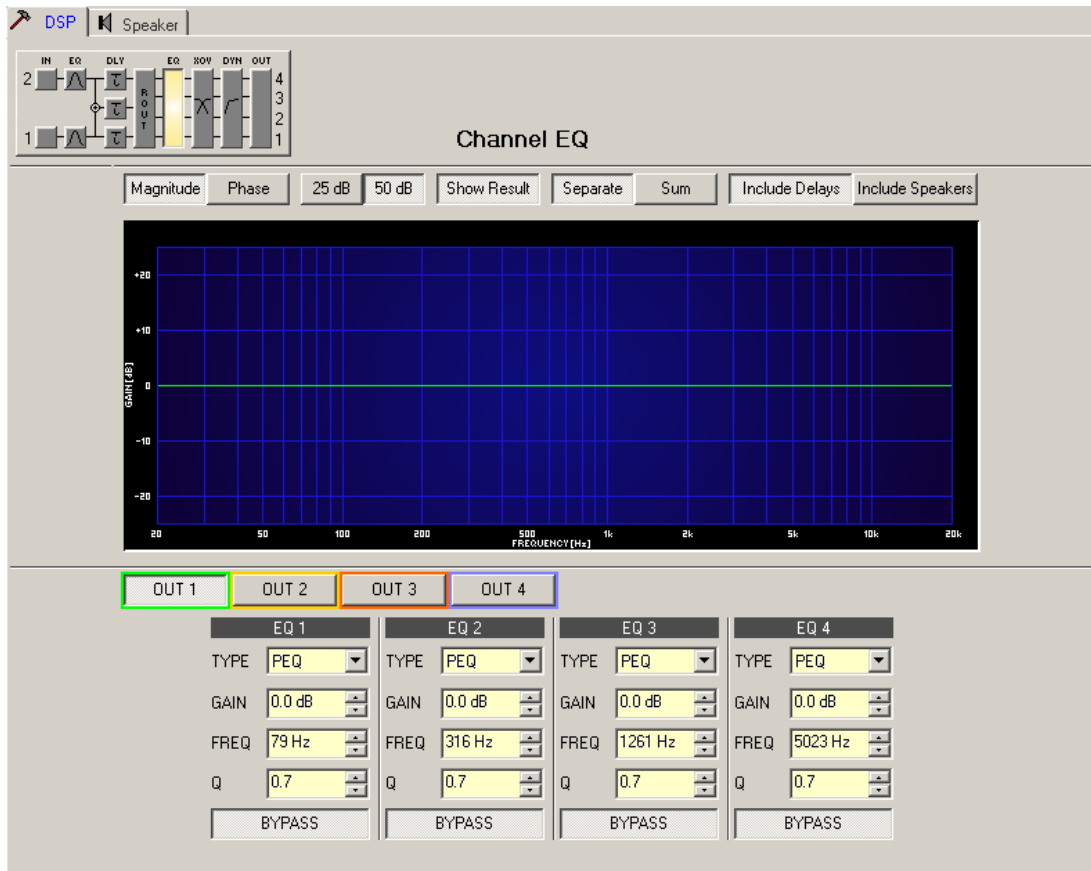 DSP Speaker
IN EQ DLY EQ XOV DYN OUT
2 τ 4
R O U T
τ 3
2
1 τ 1
Channel EQ
Magnitude Phase 25 dB 50 dB Show Result Separate Sum Include Delays Include Speakers
+20
+10
GAIN[dB]
0
-10
-20
20 50 100 200 500 1k 2k 5k 10k 20k
FREQUENCY[Hz]
OUT 1 OUT 2 OUT 3 OUT 4
EQ 1 EQ 2 EQ 3 EQ 4
TYPE PEQ TYPE PEQ TYPE PEQ TYPE PEQ
GAIN 0.0 dB GAIN 0.0 dB GAIN 0.0 dB GAIN 0.0 dB
FREQ 79 Hz FREQ 316 Hz FREQ 1261 Hz FREQ 5023 Hz
Q 0.7 Q 0.7 Q 0.7 Q 0.7
BYPASS BYPASS BYPASS BYPASS